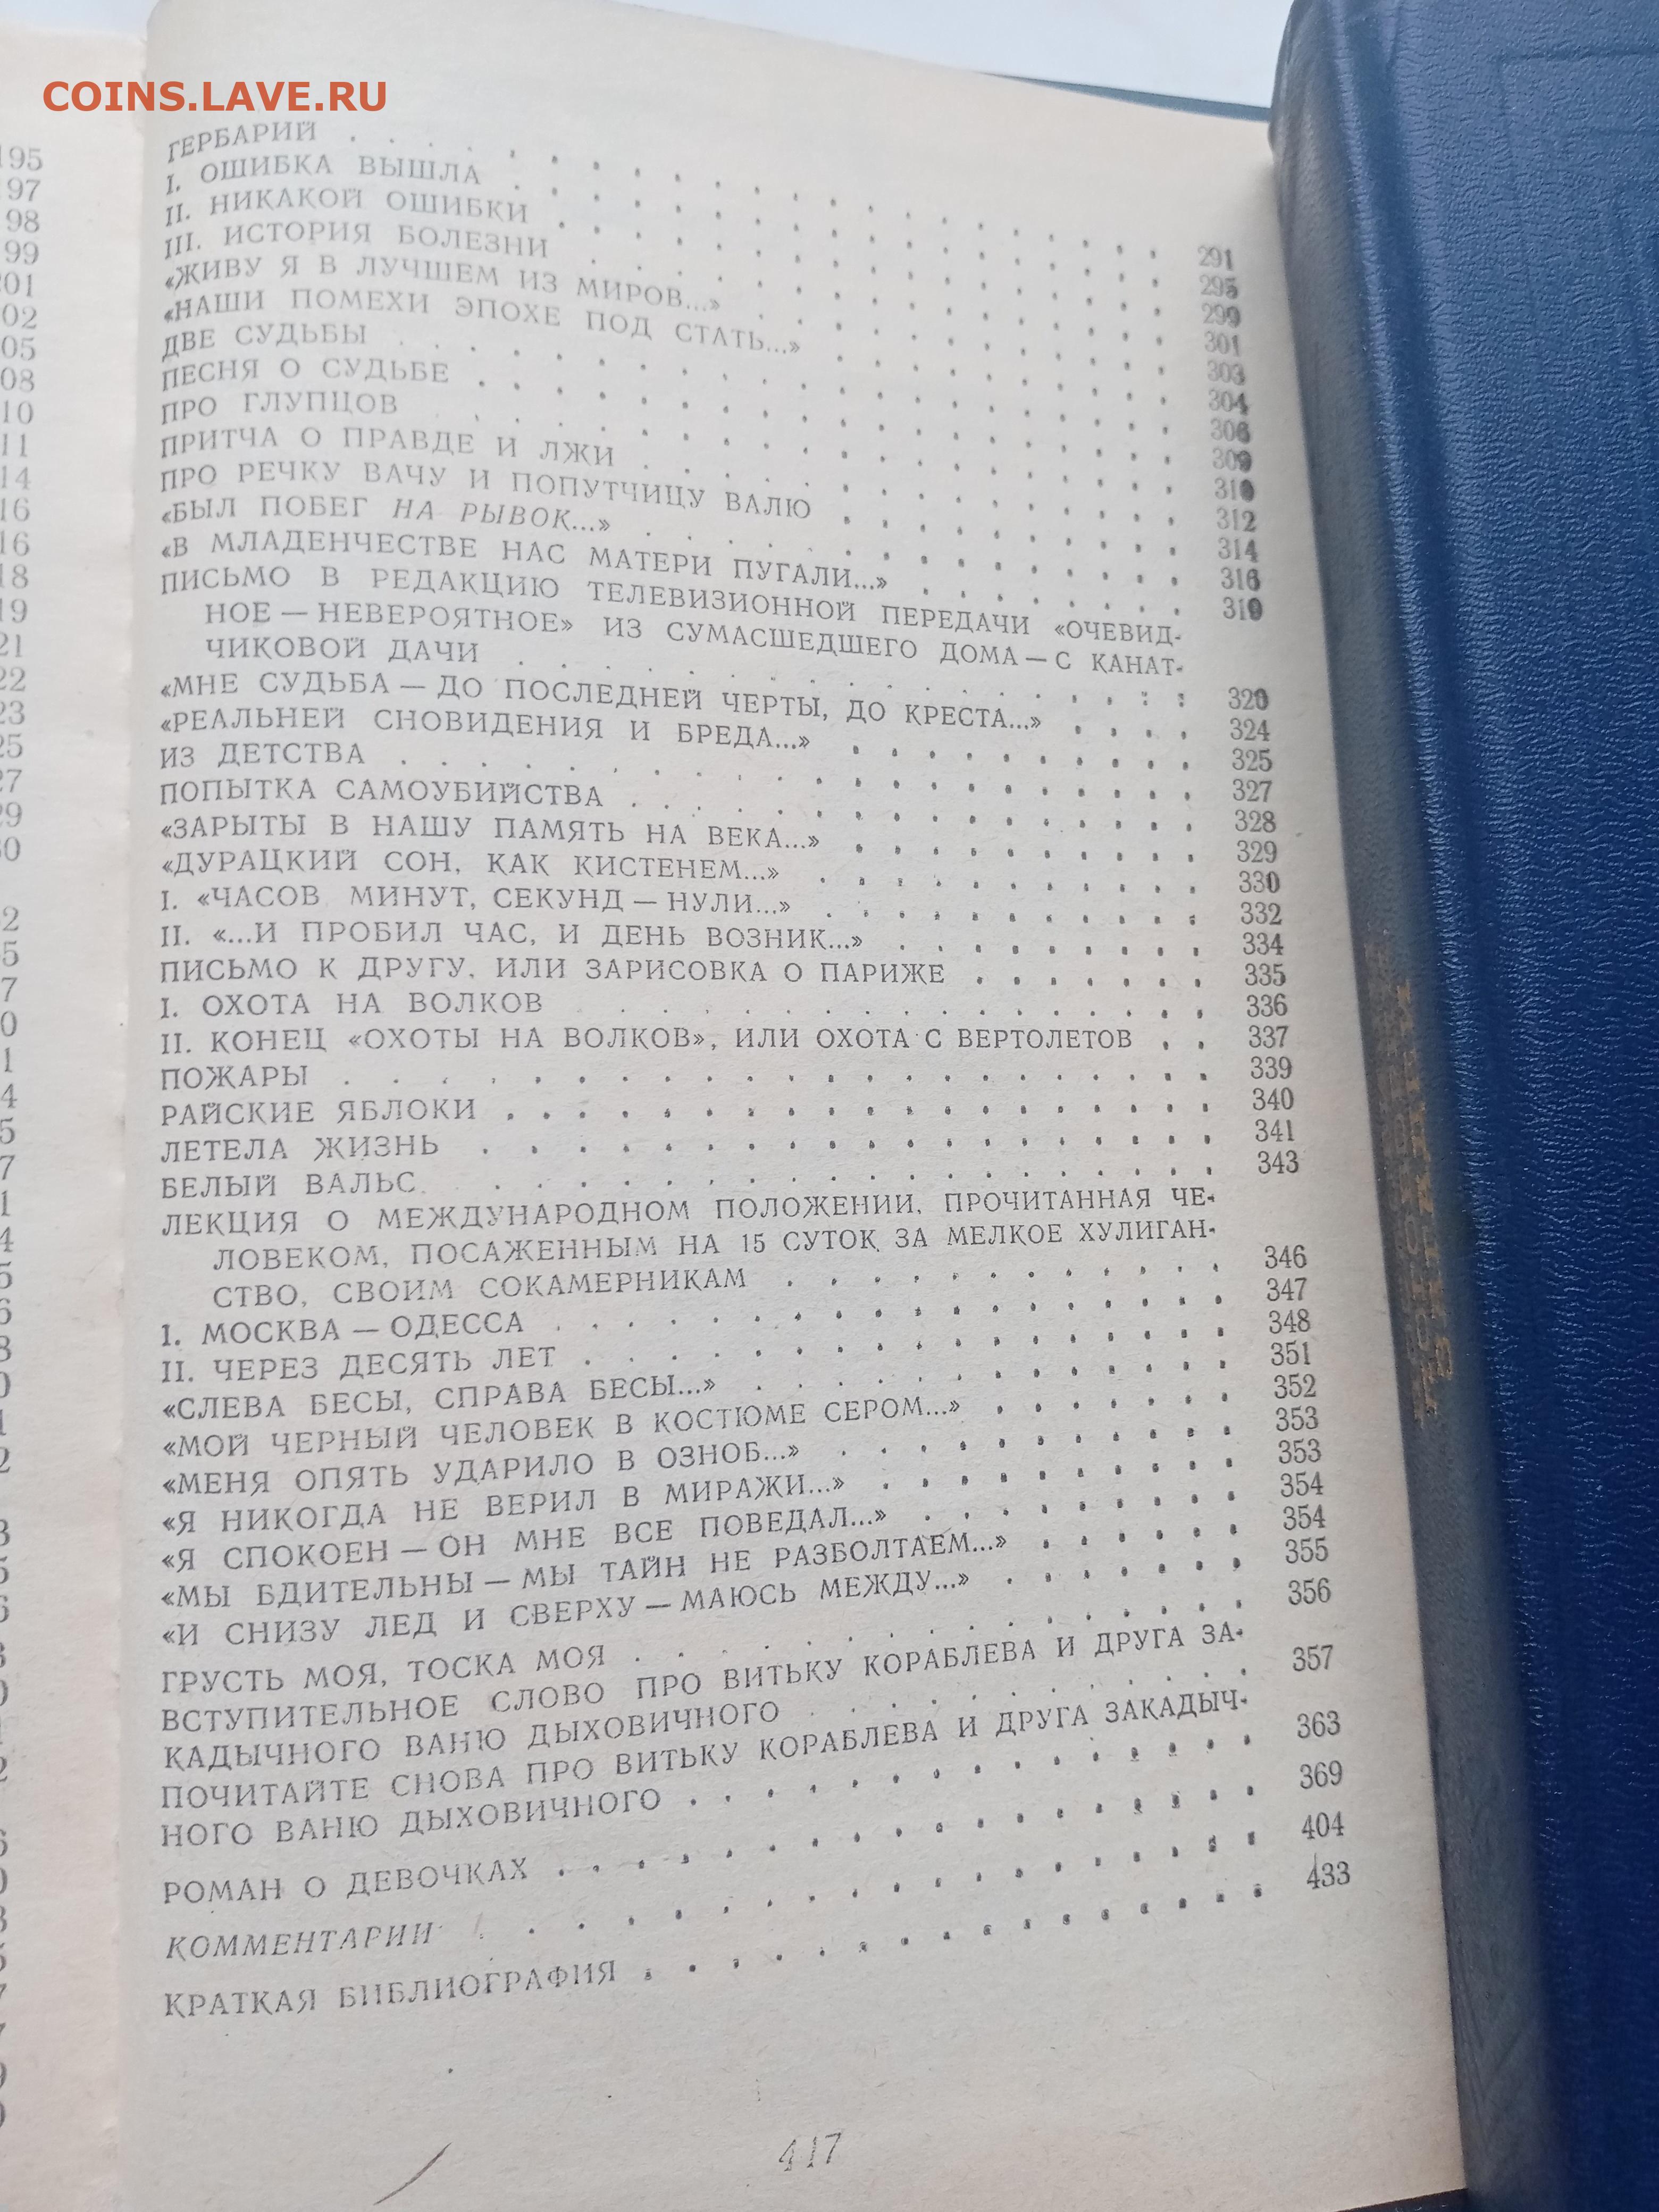 COINS.LAVE.RU
ГЕРБАРИЙ . . . 291
I. ОШИБКА ВЫШЛА . . . 295
II. НИКАКОЙ ОШИБКИ . . . 299
III. ИСТОРИЯ БОЛЕЗНИ . . . 301
«ЖИВУ Я В ЛУЧШЕМ ИЗ МИРОВ...» . . . 303
«НАШИ ПОМЕХИ ЭПОХЕ ПОД СТАТЬ...» . . . 304
ДВЕ СУДЬБЫ . . . 306
ПЕСНЯ О СУДЬБЕ . . . 309
ПРО ГЛУПЦОВ . . . 310
ПРИТЧА О ПРАВДЕ И ЛЖИ . . . 312
ПРО РЕЧКУ ВАЧУ И ПОПУТЧИЦУ ВАЛЮ . . . 314
«БЫЛ ПОБЕГ НА РЫВОК...» . . . 316
«В МЛАДЕНЧЕСТВЕ НАС МАТЕРИ ПУГАЛИ...» . . . 319
ПИСЬМО В РЕДАКЦИЮ ТЕЛЕВИЗИОННОЙ ПЕРЕДАЧИ «ОЧЕВИД-
НОЕ — НЕВЕРОЯТНОЕ» ИЗ СУМАСШЕДШЕГО ДОМА — С КАНАТ-
ЧИКОВОЙ ДАЧИ . . . 320
«МНЕ СУДЬБА — ДО ПОСЛЕДНЕЙ ЧЕРТЫ, ДО КРЕСТА...» . . . 324
«РЕАЛЬНЕЙ СНОВИДЕНИЯ И БРЕДА...» . . . 325
ИЗ ДЕТСТВА . . . 327
ПОПЫТКА САМОУБИЙСТВА . . . 328
«ЗАРЫТЫ В НАШУ ПАМЯТЬ НА ВЕКА...» . . . 329
«ДУРАЦКИЙ СОН, КАК КИСТЕНЕМ...» . . . 330
I. «ЧАСОВ МИНУТ, СЕКУНД — НУЛИ...» . . . 332
II. «...И ПРОБИЛ ЧАС, И ДЕНЬ ВОЗНИК...» . . . 334
ПИСЬМО К ДРУГУ, ИЛИ ЗАРИСОВКА О ПАРИЖЕ . . . 335
I. ОХОТА НА ВОЛКОВ . . . 336
II. КОНЕЦ «ОХОТЫ НА ВОЛКОВ», ИЛИ ОХОТА С ВЕРТОЛЕТОВ . . 337
ПОЖАРЫ . . . 339
РАЙСКИЕ ЯБЛОКИ . . . 340
ЛЕТЕЛА ЖИЗНЬ . . . 341
БЕЛЫЙ ВАЛЬС . . . 343
ЛЕКЦИЯ О МЕЖДУНАРОДНОМ ПОЛОЖЕНИИ, ПРОЧИТАННАЯ ЧЕ-
ЛОВЕКОМ, ПОСАЖЕННЫМ НА 15 СУТОК ЗА МЕЛКОЕ ХУЛИГАН-
СТВО, СВОИМ СОКАМЕРНИКАМ . . . 346
I. МОСКВА — ОДЕССА . . . 347
II. ЧЕРЕЗ ДЕСЯТЬ ЛЕТ . . . 348
«СЛЕВА БЕСЫ, СПРАВА БЕСЫ...» . . . 351
«МОЙ ЧЕРНЫЙ ЧЕЛОВЕК В КОСТЮМЕ СЕРОМ...» . . . 352
«МЕНЯ ОПЯТЬ УДАРИЛО В ОЗНОБ...» . . . 353
«Я НИКОГДА НЕ ВЕРИЛ В МИРАЖИ...» . . . 353
«Я СПОКОЕН — ОН МНЕ ВСЕ ПОВЕДАЛ...» . . . 354
«МЫ БДИТЕЛЬНЫ — МЫ ТАЙН НЕ РАЗБОЛТАЕМ...» . . . 354
«И СНИЗУ ЛЕД И СВЕРХУ — МАЮСЬ МЕЖДУ...» . . . 355
ГРУСТЬ МОЯ, ТОСКА МОЯ . . . 356
ВСТУПИТЕЛЬНОЕ СЛОВО ПРО ВИТЬКУ КОРАБЛЕВА И ДРУГА ЗА-
КАДЫЧНОГО ВАНЮ ДЫХОВИЧНОГО . . . 357
ПОЧИТАЙТЕ СНОВА ПРО ВИТЬКУ КОРАБЛЕВА И ДРУГА ЗАКАДЫЧ-
НОГО ВАНЮ ДЫХОВИЧНОГО . . . 363
РОМАН О ДЕВОЧКАХ . . . 369
КОММЕНТАРИИ . . . 404
КРАТКАЯ БИБЛИОГРАФИЯ . . . 433
417